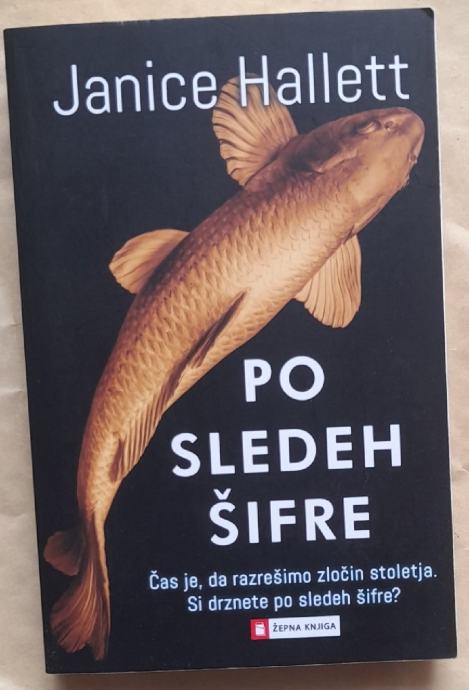 Janice Hallett
PO
SLEDEH
ŠIFRE
Čas je, da razrešimo zločin stoletja.
Si drznete po sledeh šifre?
ŽEPNA KNJIGA